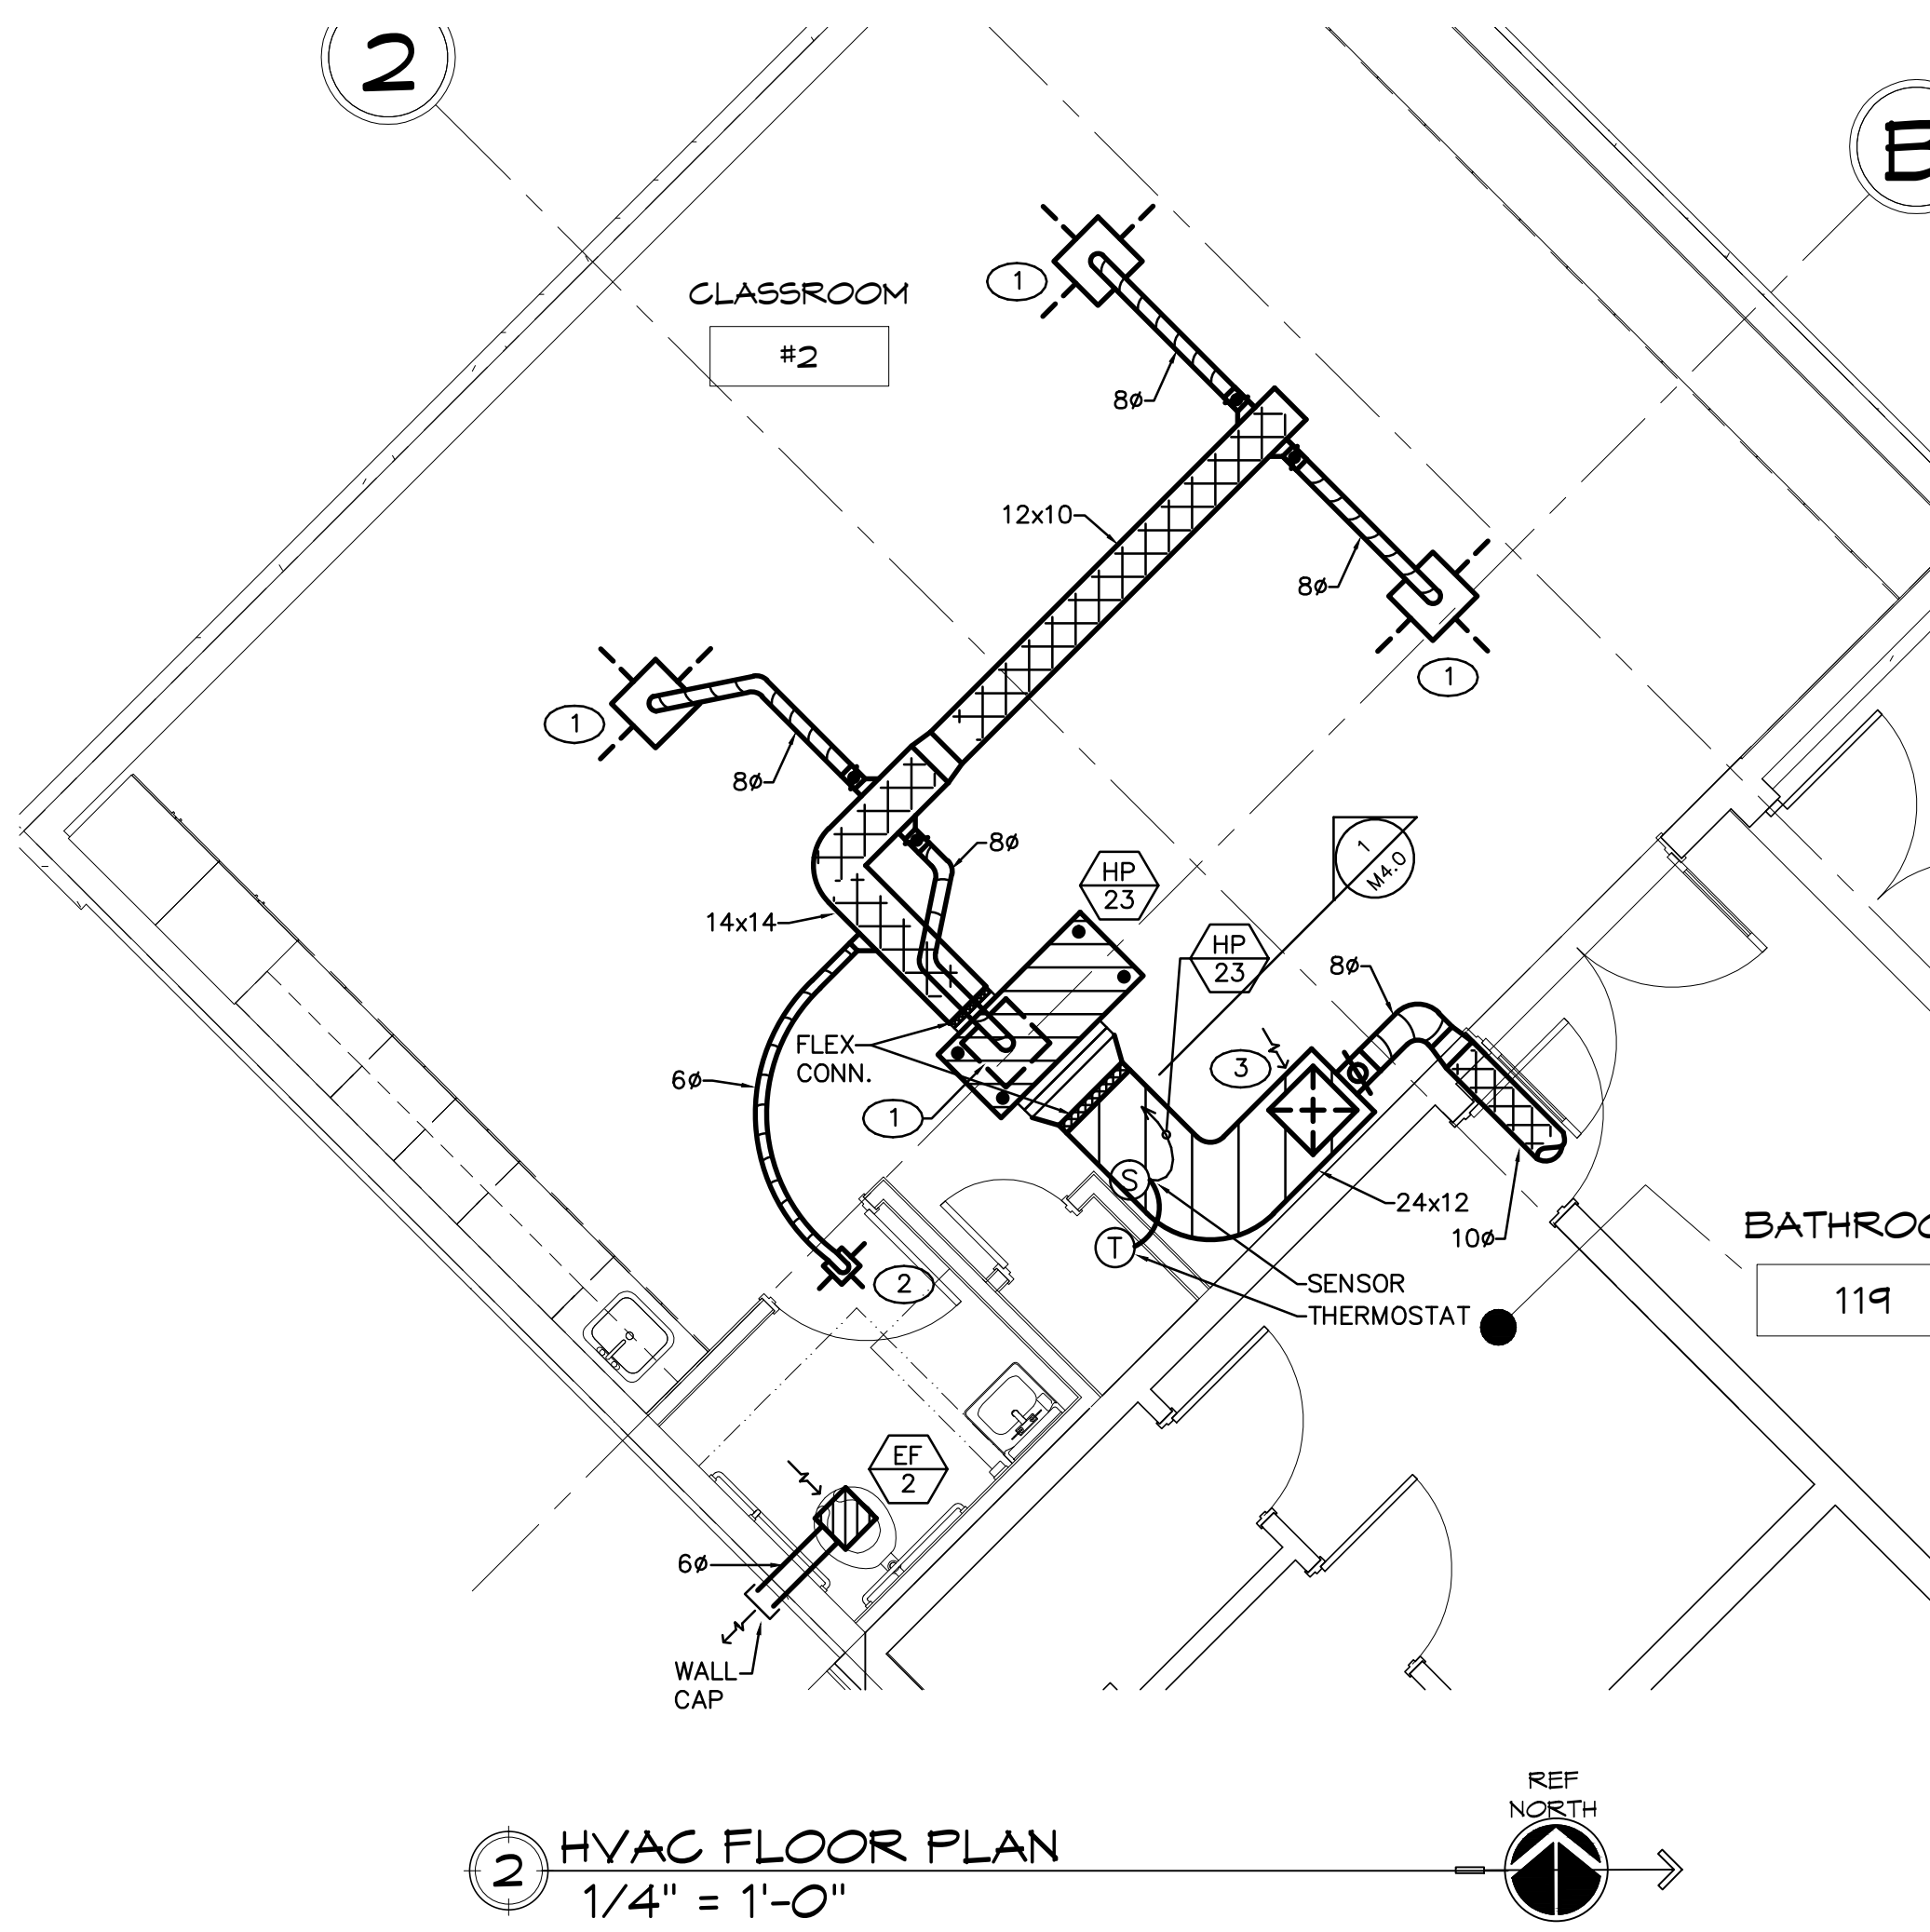 2
B
CLASSROOM
#2
1
8ø
12x10
8ø
1
1
8ø
8ø
1
M4.0
HP
23
14x14
HP
23
8ø
FLEX
CONN.
3
6ø
1
S
24x12
T
10ø
BATHROO
2
SENSOR
THERMOSTAT
119
EF
2
6ø
WALL
CAP
REF
NORTH
2
HVAC FLOOR PLAN
1/4" = 1'-0"